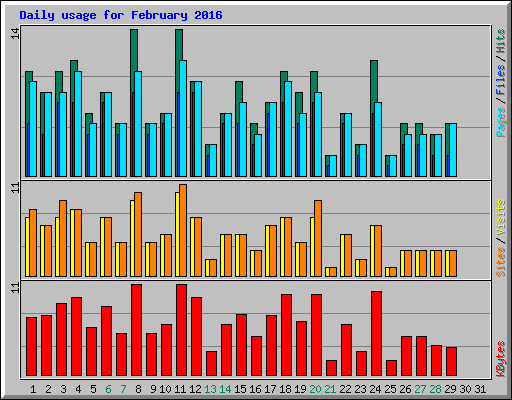 Daily usage for February 2016
14
Pages / Files / Hits
11
Sites / Visits
11
KBytes
1 2 3 4 5 6 7 8 9 10 11 12 13 14 15 16 17 18 19 20 21 22 23 24 25 26 27 28 29 30 31